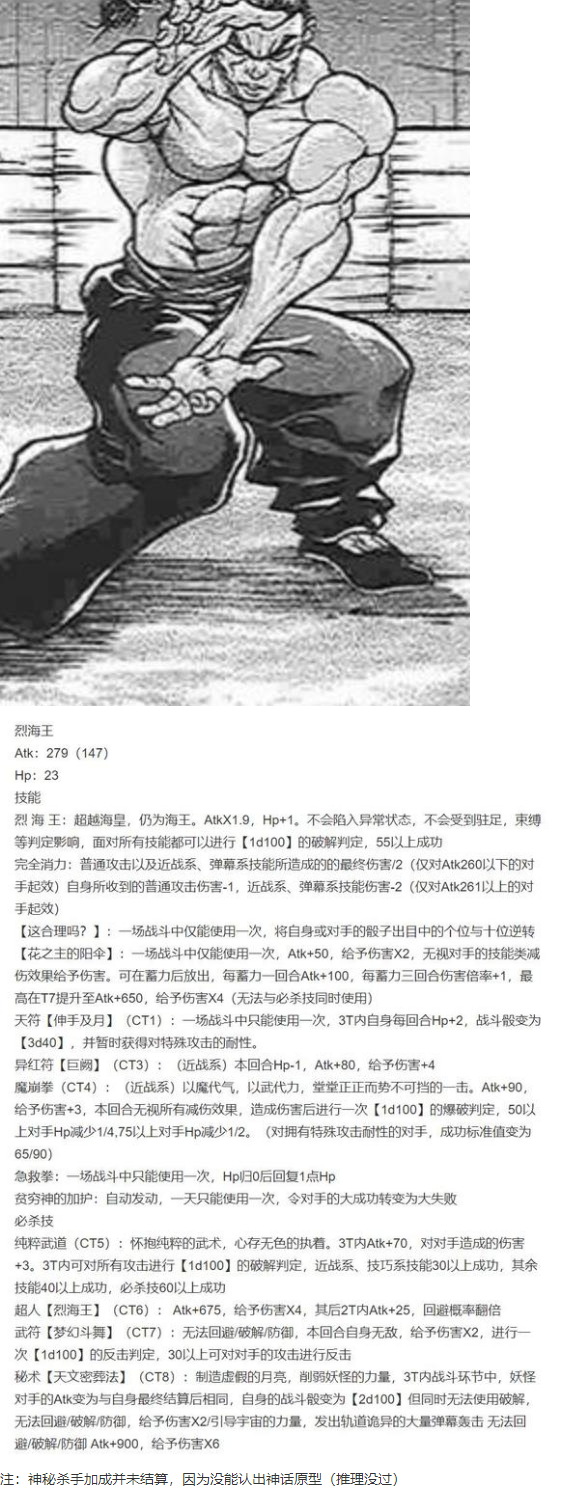 烈海王
Atk：279（147）
Hp：23
技能
烈 海 王：超越海皇，仍为海王。AtkX1.9，Hp+1。不会陷入异常状态，不会受到驻足，束缚
等判定影响，面对所有技能都可以进行【1d100】的破解判定，55以上成功
完全消力：普通攻击以及近战系、弹幕系技能所造成的的最终伤害/2（仅对Atk260以下的对
手起效）自身所收到的普通攻击伤害-1，近战系、弹幕系技能伤害-2（仅对Atk261以上的对
手起效）
【这合理吗？】：一场战斗中仅能使用一次，将自身或对手的骰子出目中的个位与十位逆转
【花之主的阳伞】：一场战斗中仅能使用一次，Atk+50，给予伤害X2，无视对手的技能类减
伤效果给予伤害。可在蓄力后放出，每蓄力一回合Atk+100，每蓄力三回合伤害倍率+1，最
高在T7提升至Atk+650，给予伤害X4（无法与必杀技同时使用）
天符【伸手及月】（CT1）：一场战斗中只能使用一次，3T内自身每回合Hp+2，战斗骰变为
【3d40】，并暂时获得对特殊攻击的耐性。
异红符【巨阙】（CT3）：（近战系）本回合Hp-1，Atk+80，给予伤害+4
魔崩拳（CT4）：（近战系）以魔代气，以武代力，堂堂正正而势不可挡的一击。Atk+90，
给予伤害+3，本回合无视所有减伤效果，造成伤害后进行一次【1d100】的爆破判定，50以
上对手Hp减少1/4,75以上对手Hp减少1/2。（对拥有特殊攻击耐性的对手，成功标准值变为
65/90）
急救拳：一场战斗中只能使用一次，Hp归0后回复1点Hp
贫穷神的加护：自动发动，一天只能使用一次，令对手的大成功转变为大失败
必杀技
纯粹武道（CT5）：怀抱纯粹的武术，心存无色的执着。3T内Atk+70，对对手造成的伤害
+3。3T内可对所有攻击进行【1d100】的破解判定，近战系、技巧系技能30以上成功，其余
技能40以上成功，必杀技60以上成功
超人【烈海王】（CT6）： Atk+675，给予伤害X4，其后2T内Atk+25，回避概率翻倍
武符【梦幻斗舞】（CT7）：无法回避/破解/防御，本回合自身无敌，给予伤害X2，进行一
次【1d100】的反击判定，30以上可对对手的攻击进行反击
秘术【天文密葬法】（CT8）：制造虚假的月亮，削弱妖怪的力量，3T内战斗环节中，妖怪
对手的Atk变为与自身最终结算后相同，自身的战斗骰变为【2d100】但同时无法使用破解，
无法回避/破解/防御，给予伤害X2/引导宇宙的力量，发出轨道诡异的大量弹幕轰击 无法回
避/破解/防御 Atk+900，给予伤害X6
注：神秘杀手加成并未结算，因为没能认出神话原型（推理没过）